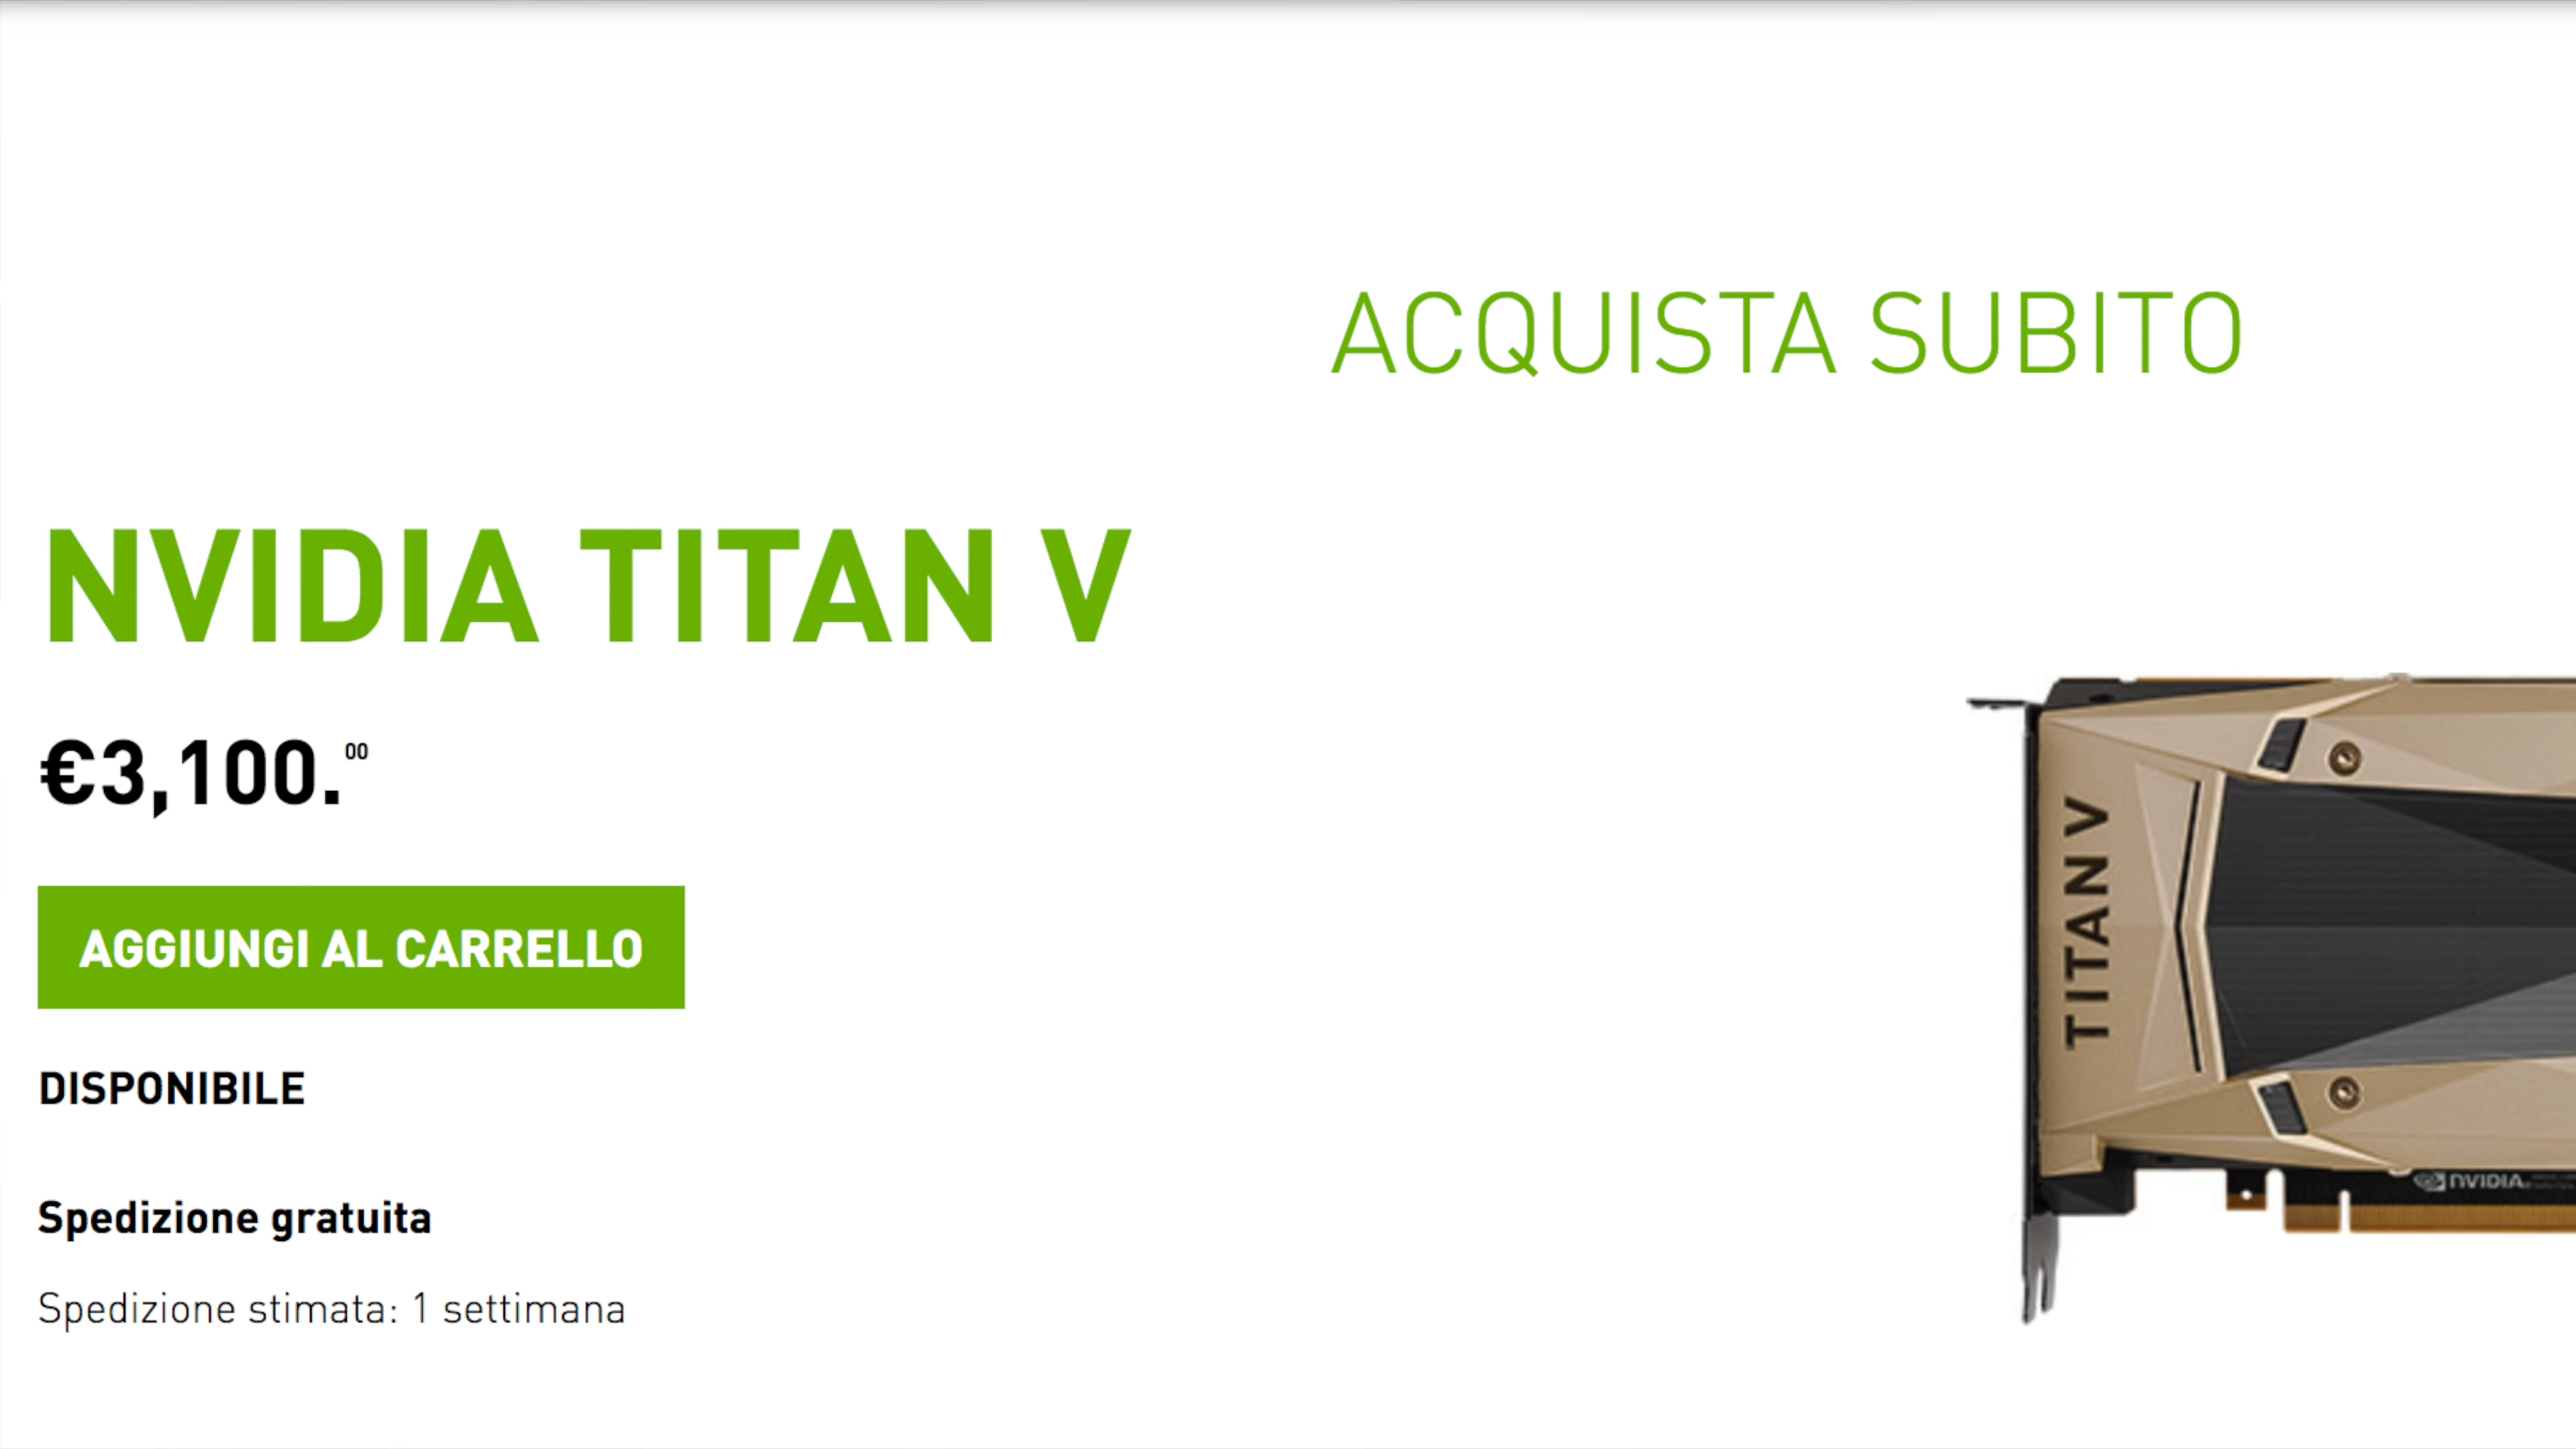 ACQUISTA SUBITO
NVIDIA TITAN V
€3,100.00
AGGIUNGI AL CARRELLO
DISPONIBILE
Spedizione gratuita
Spedizione stimata: 1 settimana
TITAN V
NVIDIA.